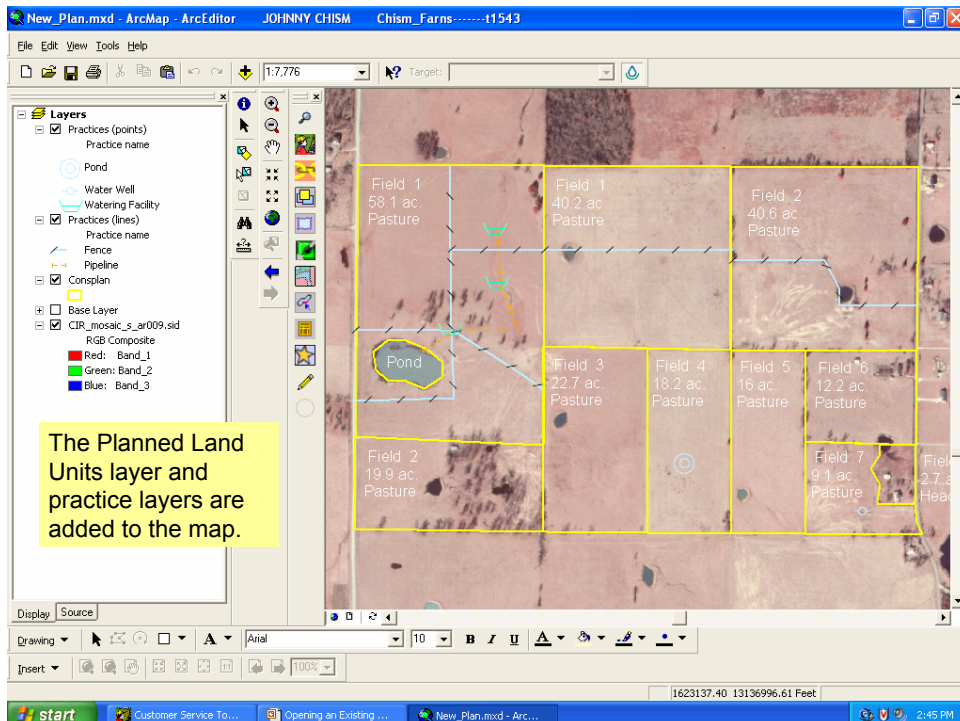 New_Plan.mxd - ArcMap - ArcEditor JOHNNY CHISM Chism_Farns-------t1543
File Edit View Tools Help
1:7,776 Target:
Layers
Practices (points)
Practice name
Pond
Water Well
Watering Facility
Practices (lines)
Practice name
Fence
Pipeline
Consplan
Base Layer
CIR_mosaic_s_ar009.sid
RGB Composite
Red: Band_1
Green: Band_2
Blue: Band_3
The Planned Land
Units layer and
practice layers are
added to the map.
Display Source
Field 1
58.1 ac.
Pasture
Field 1
40.2 ac.
Pasture
Field 2
40.6 ac.
Pasture
Pond
Field 3
22.7 ac.
Pasture
Field 4
18.2 ac.
Pasture
Field 5
16 ac.
Pasture
Field 6
12.2 ac.
Pasture
Field 2
19.9 ac.
Pasture
Field 7
9.1 ac.
Pasture
Fiel
2.7 a
Hea
Drawing A Arial 10 B I U A
Insert 100%
1623137.40 13136996.61 Feet
start Customer Service To... Opening an Existing ... New_Plan.mxd - Arc... 2:45 PM